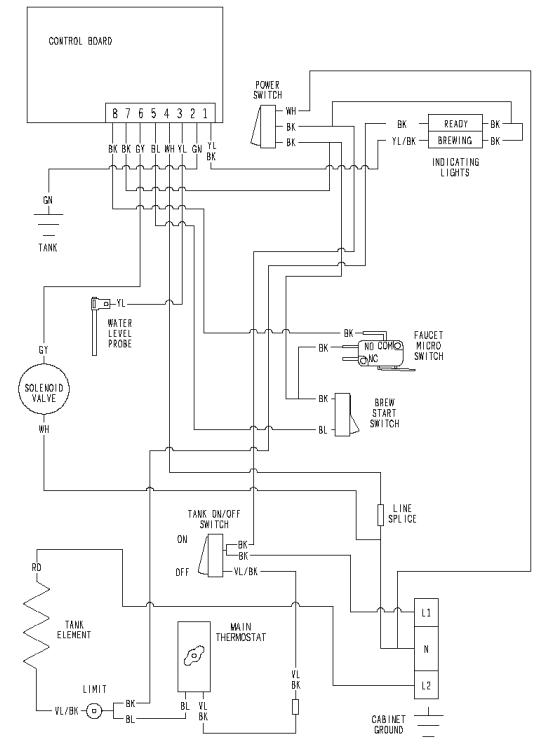 CONTROL BOARD
8 7 6 5 4 3 2 1
BK BK GY BL WH YL GN YL
BK
POWER
SWITCH
WH
BK
BK
BK READY BK
YL/BK BREWING BK
INDICATING
LIGHTS
GN
TANK
YL
WATER
LEVEL
PROBE
GY
SOLENOID
VALVE
WH
BK
BK
NO COM
NC
FAUCET
MICRO
SWITCH
BK
BL
BREW
START
SWITCH
LINE
SPLICE
TANK ON/OFF
SWITCH
ON
OFF
BK
BK
VL/BK
RD
TANK
ELEMENT
MAIN
THERMOSTAT
L1
N
L2
LIMIT
VL/BK
BK
BL
BL
VL
BK
VL
BK
CABINET
GROUND